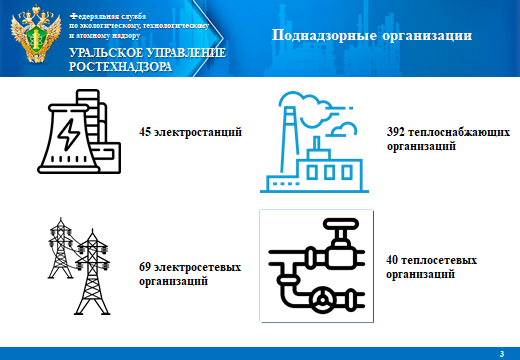 Федеральная служба
по экологическому, технологическому
и атомному надзору
УРАЛЬСКОЕ УПРАВЛЕНИЕ
РОСТЕХНАДЗОРА
Поднадзорные организации
45 электростанций
392 теплоснабжающих
организаций
69 электросетевых
организаций
40 теплосетевых
организаций
3